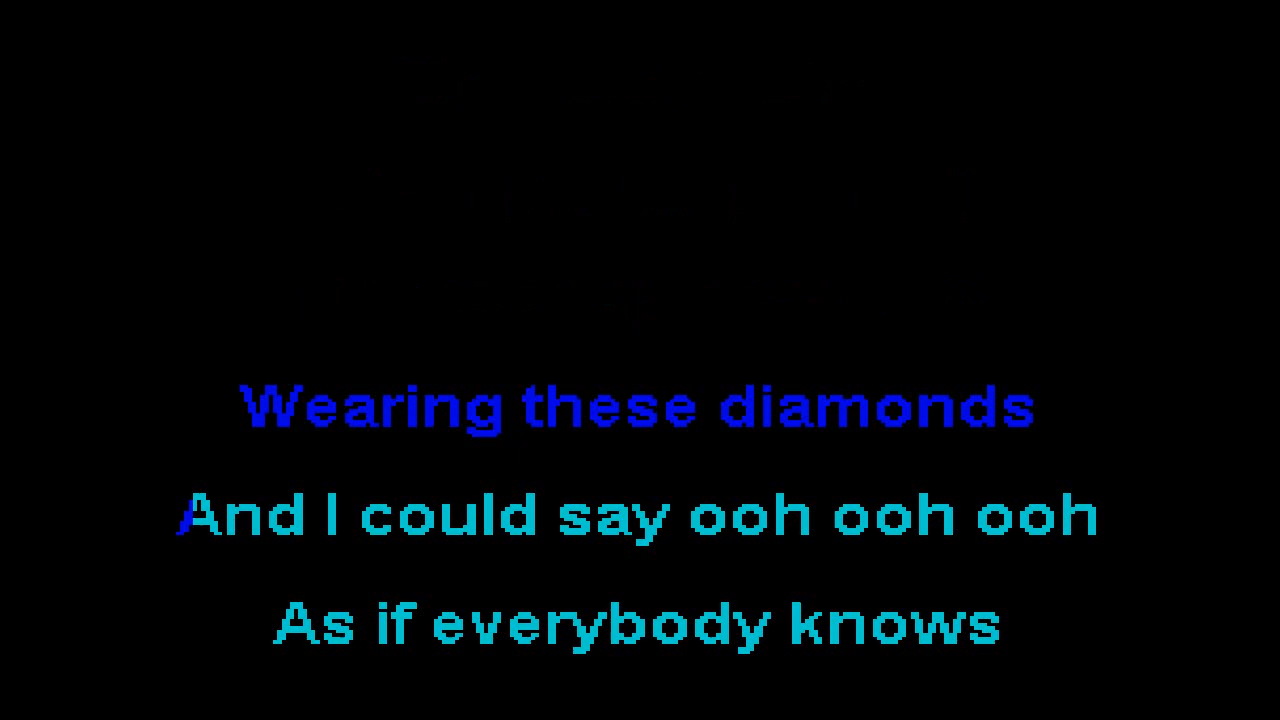 Wearing these diamonds
And I could say ooh ooh ooh
As if everybody knows